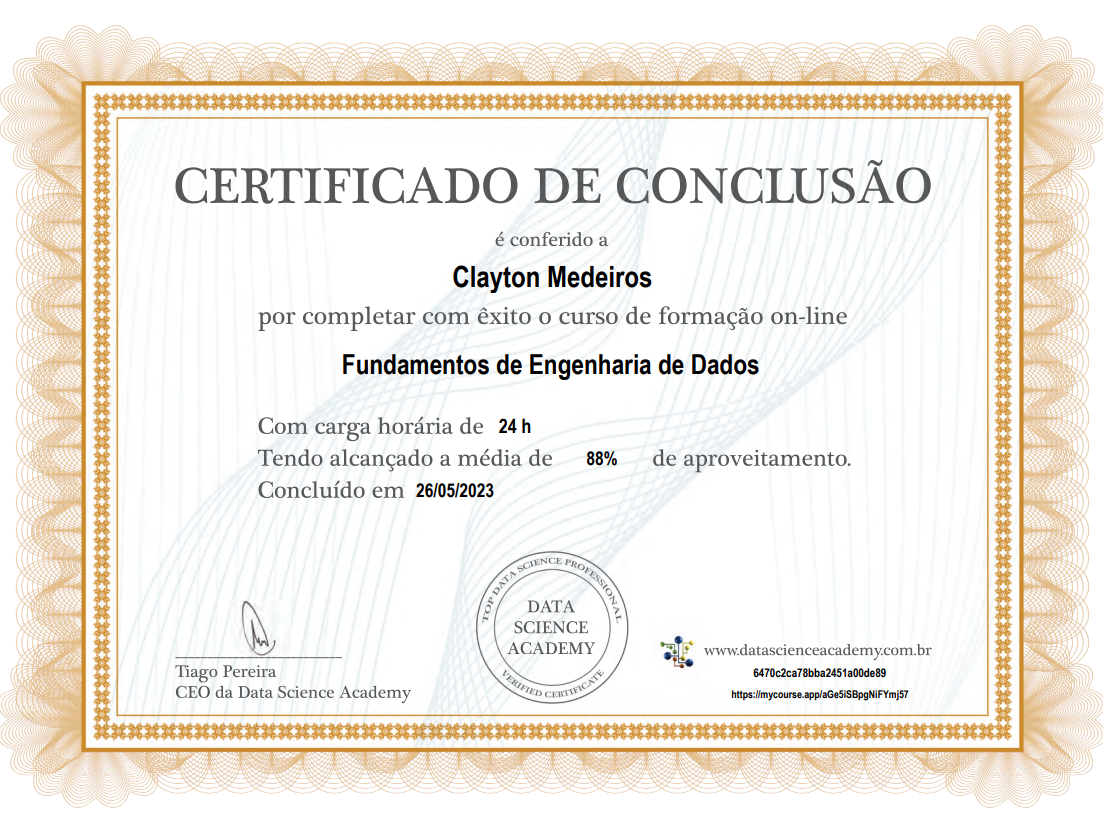 CERTIFICADO DE CONCLUSÃO
é conferido a
Clayton Medeiros
por completar com êxito o curso de formação on-line
Fundamentos de Engenharia de Dados
Com carga horária de 24 h
Tendo alcançado a média de 88% de aproveitamento.
Concluído em 26/05/2023
TOP DATA SCIENCE PROFESSIONAL
DATA
SCIENCE
ACADEMY
VERIFIED CERTIFICATE
Tiago Pereira
CEO da Data Science Academy
www.datascienceacademy.com.br
6470c2ca78bba2451a00de89
https://mycourse.app/aGe5iSBpgNiFYmj57